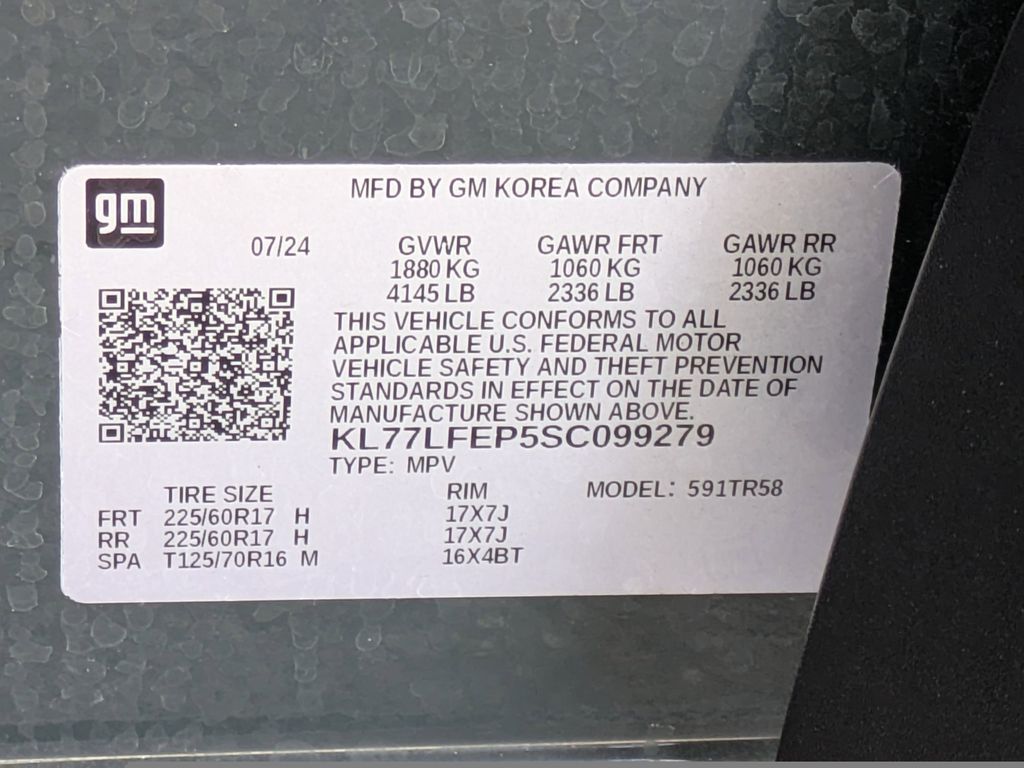 gm
MFD BY GM KOREA COMPANY
07/24 GVWR GAWR FRT GAWR RR
1880 KG 1060 KG 1060 KG
4145 LB 2336 LB 2336 LB
THIS VEHICLE CONFORMS TO ALL
APPLICABLE U.S. FEDERAL MOTOR
VEHICLE SAFETY AND THEFT PREVENTION
STANDARDS IN EFFECT ON THE DATE OF
MANUFACTURE SHOWN ABOVE.
KL77LFEP5SC099279
TYPE: MPV
TIRE SIZE RIM MODEL: 591TR58
FRT 225/60R17 H 17X7J
RR 225/60R17 H 17X7J
SPA T125/70R16 M 16X4BT